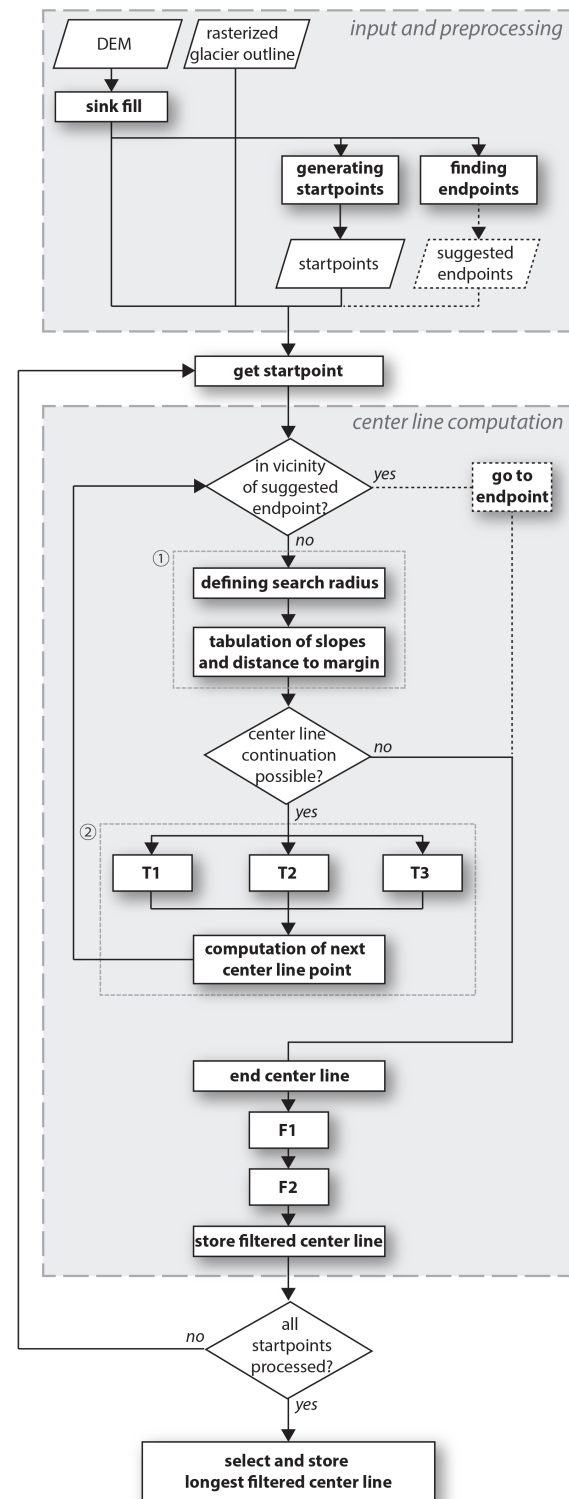 input and preprocessing
DEM
rasterized
glacier outline
sink fill
generating
startpoints
finding
endpoints
startpoints
suggested
endpoints
get startpoint
center line computation
in vicinity
of suggested
endpoint?
yes
go to
endpoint
no
①
defining search radius
tabulation of slopes
and distance to margin
center line
continuation
possible?
no
yes
②
T1
T2
T3
computation of next
center line point
end center line
F1
F2
store filtered center line
all
startpoints
processed?
no
yes
select and store
longest filtered center line